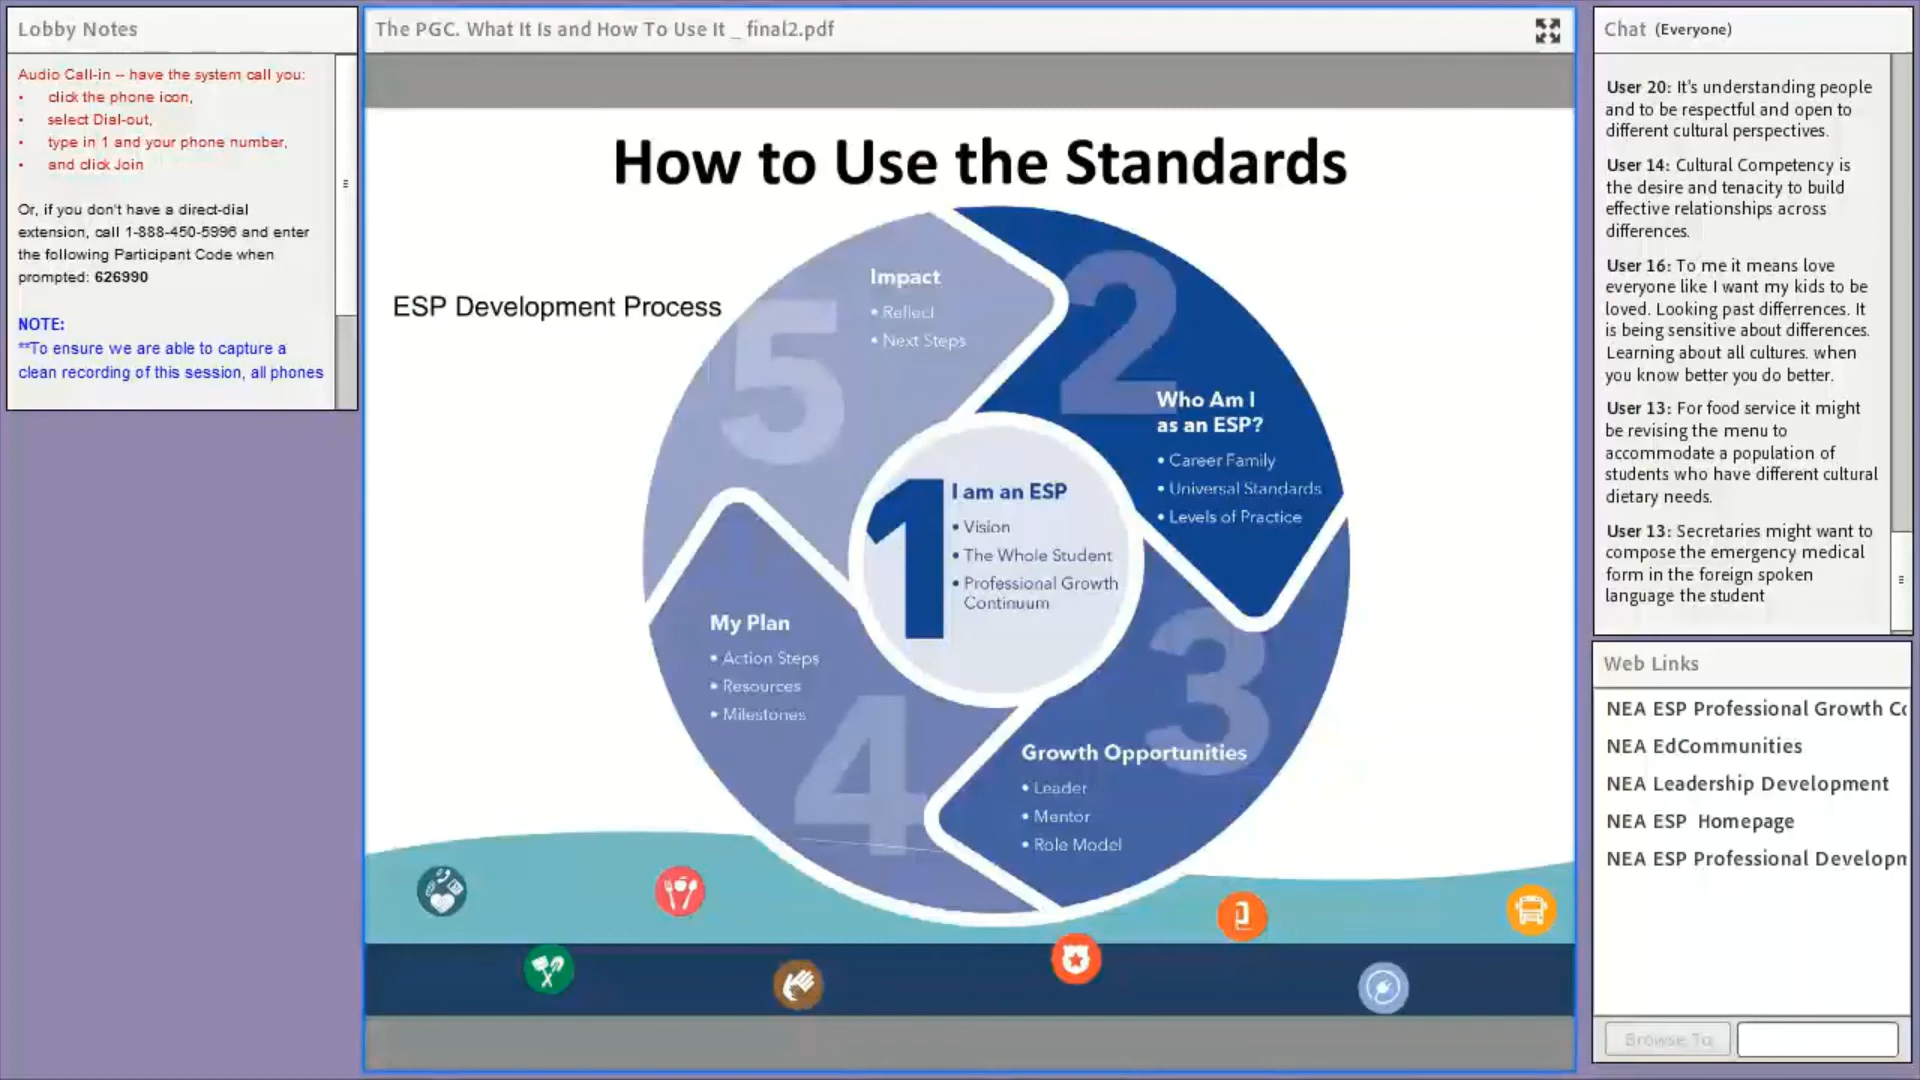 Lobby Notes
Audio Call-in -- have the system call you:
• click the phone icon,
• select Dial-out,
• type in 1 and your phone number,
• and click Join
Or, if you don't have a direct-dial
extension, call 1-888-450-5996 and enter
the following Participant Code when
prompted: 626990
NOTE:
**To ensure we are able to capture a
clean recording of this session, all phones
The PGC. What It Is and How To Use It _ final2.pdf
How to Use the Standards
ESP Development Process
1
I am an ESP
• Vision
• The Whole Student
• Professional Growth
Continuum
2
Who Am I
as an ESP?
• Career Family
• Universal Standards
• Levels of Practice
3
Growth Opportunities
• Leader
• Mentor
• Role Model
4
My Plan
• Action Steps
• Resources
• Milestones
5
Impact
• Reflect
• Next Steps
Chat (Everyone)
User 20: It's understanding people
and to be respectful and open to
different cultural perspectives.
User 14: Cultural Competency is
the desire and tenacity to build
effective relationships across
differences.
User 16: To me it means love
everyone like I want my kids to be
loved. Looking past differrences. It
is being sensitive about differences.
Learning about all cultures. when
you know better you do better.
User 13: For food service it might
be revising the menu to
accommodate a population of
students who have different cultural
dietary needs.
User 13: Secretaries might want to
compose the emergency medical
form in the foreign spoken
language the student
Web Links
NEA ESP Professional Growth Co
NEA EdCommunities
NEA Leadership Development
NEA ESP Homepage
NEA ESP Professional Developm
Browse To